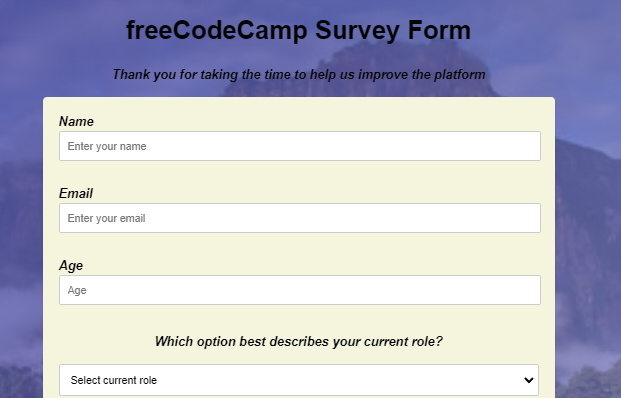 freeCodeCamp Survey Form
Thank you for taking the time to help us improve the platform
Name
Enter your name
Email
Enter your email
Age
Age
Which option best describes your current role?
Select current role